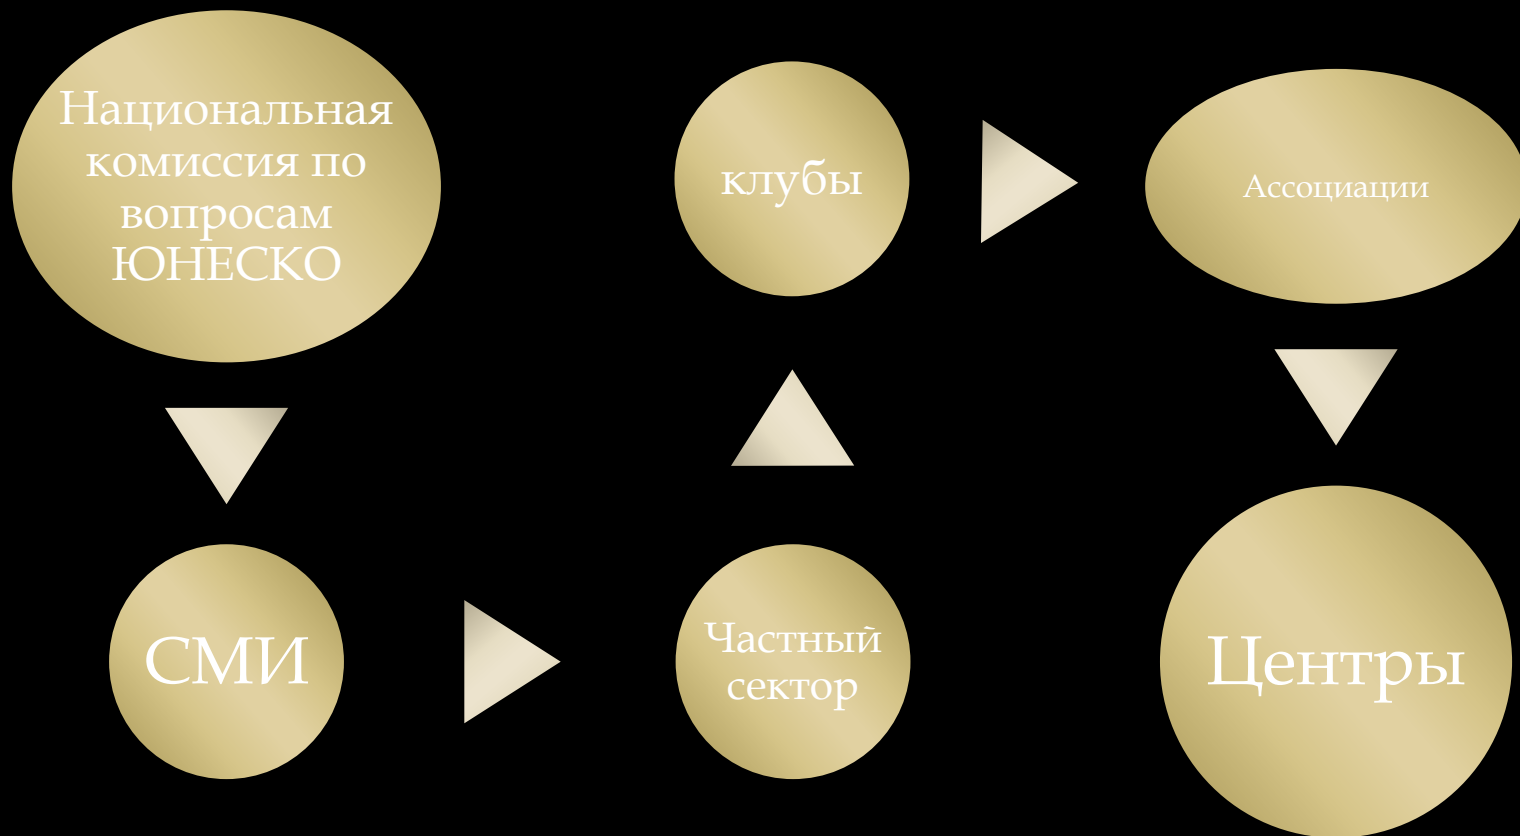 Национальная
комиссия по
вопросам
ЮНЕСКО
СМИ
Частный
сектор
клубы
Ассоциации
Центры